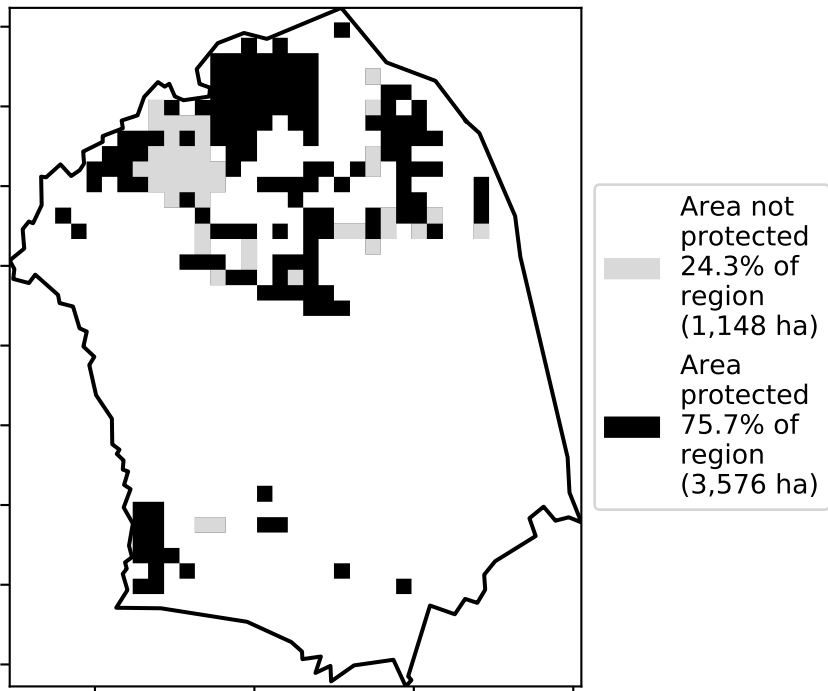 Area not
protected
24.3% of
region
(1,148 ha)
Area
protected
75.7% of
region
(3,576 ha)